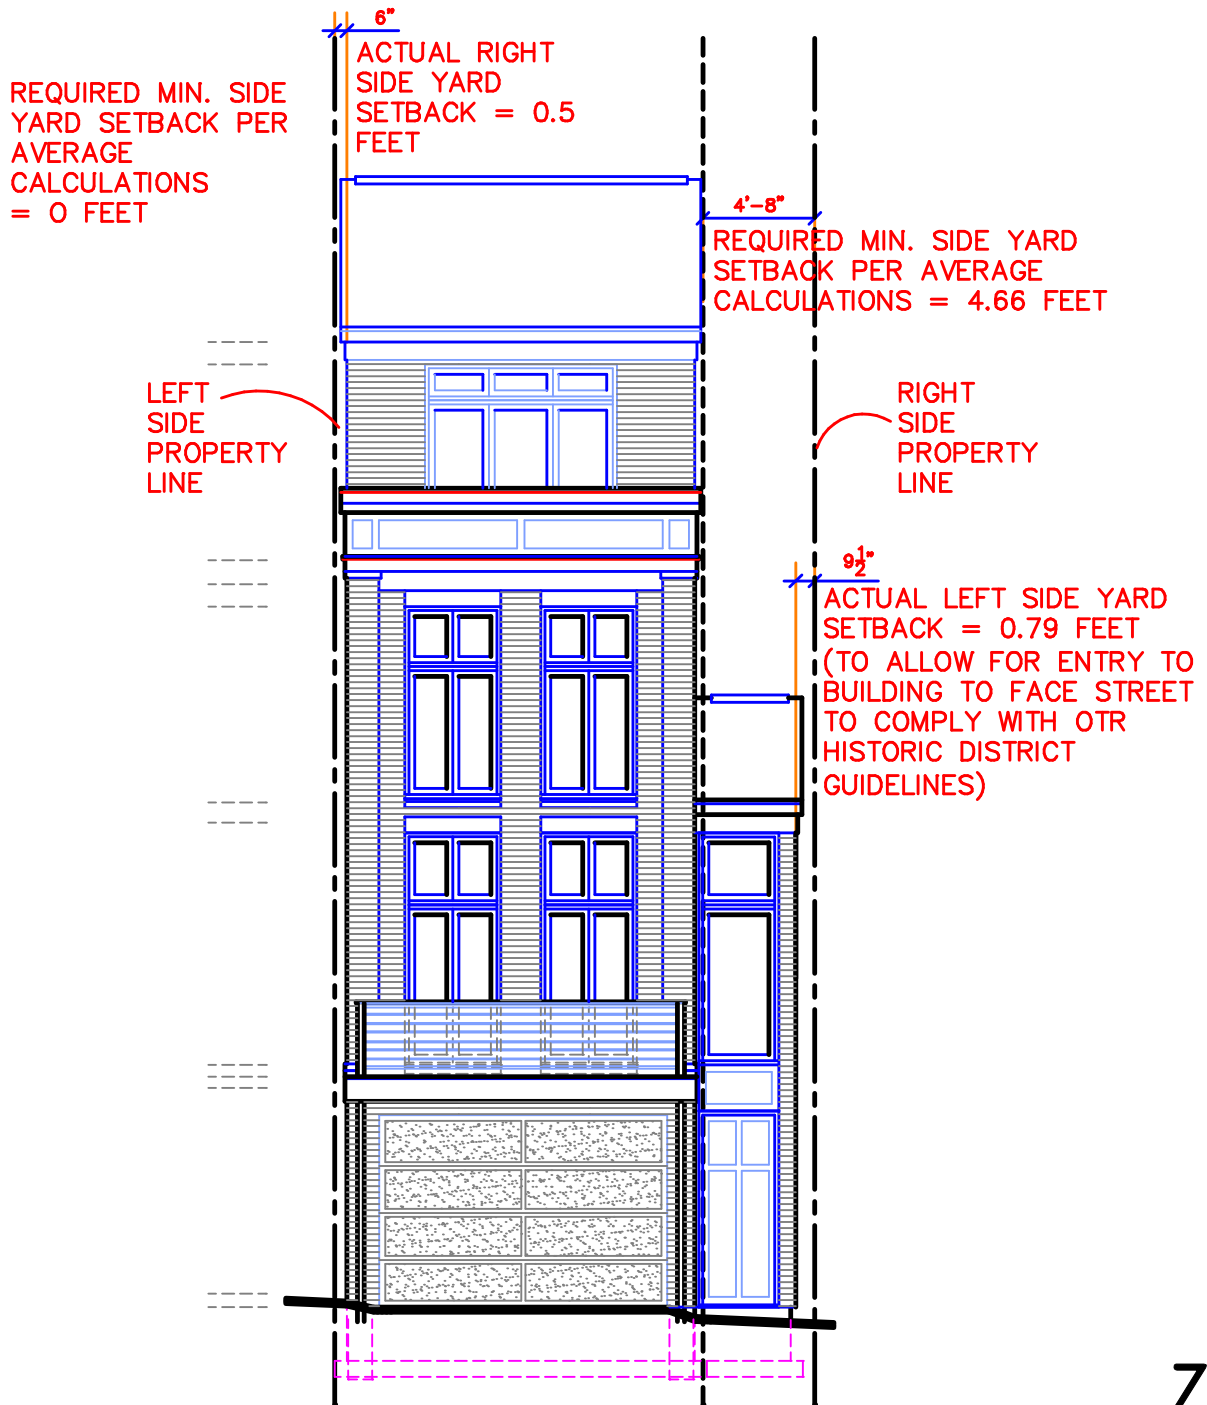 6"
ACTUAL RIGHT
SIDE YARD
SETBACK = 0.5
FEET
REQUIRED MIN. SIDE
YARD SETBACK PER
AVERAGE
CALCULATIONS
= 0 FEET
4'-8"
REQUIRED MIN. SIDE YARD
SETBACK PER AVERAGE
CALCULATIONS = 4.66 FEET
LEFT
SIDE
PROPERTY
LINE
RIGHT
SIDE
PROPERTY
LINE
9½"
ACTUAL LEFT SIDE YARD
SETBACK = 0.79 FEET
(TO ALLOW FOR ENTRY TO
BUILDING TO FACE STREET
TO COMPLY WITH OTR
HISTORIC DISTRICT
GUIDELINES)
7